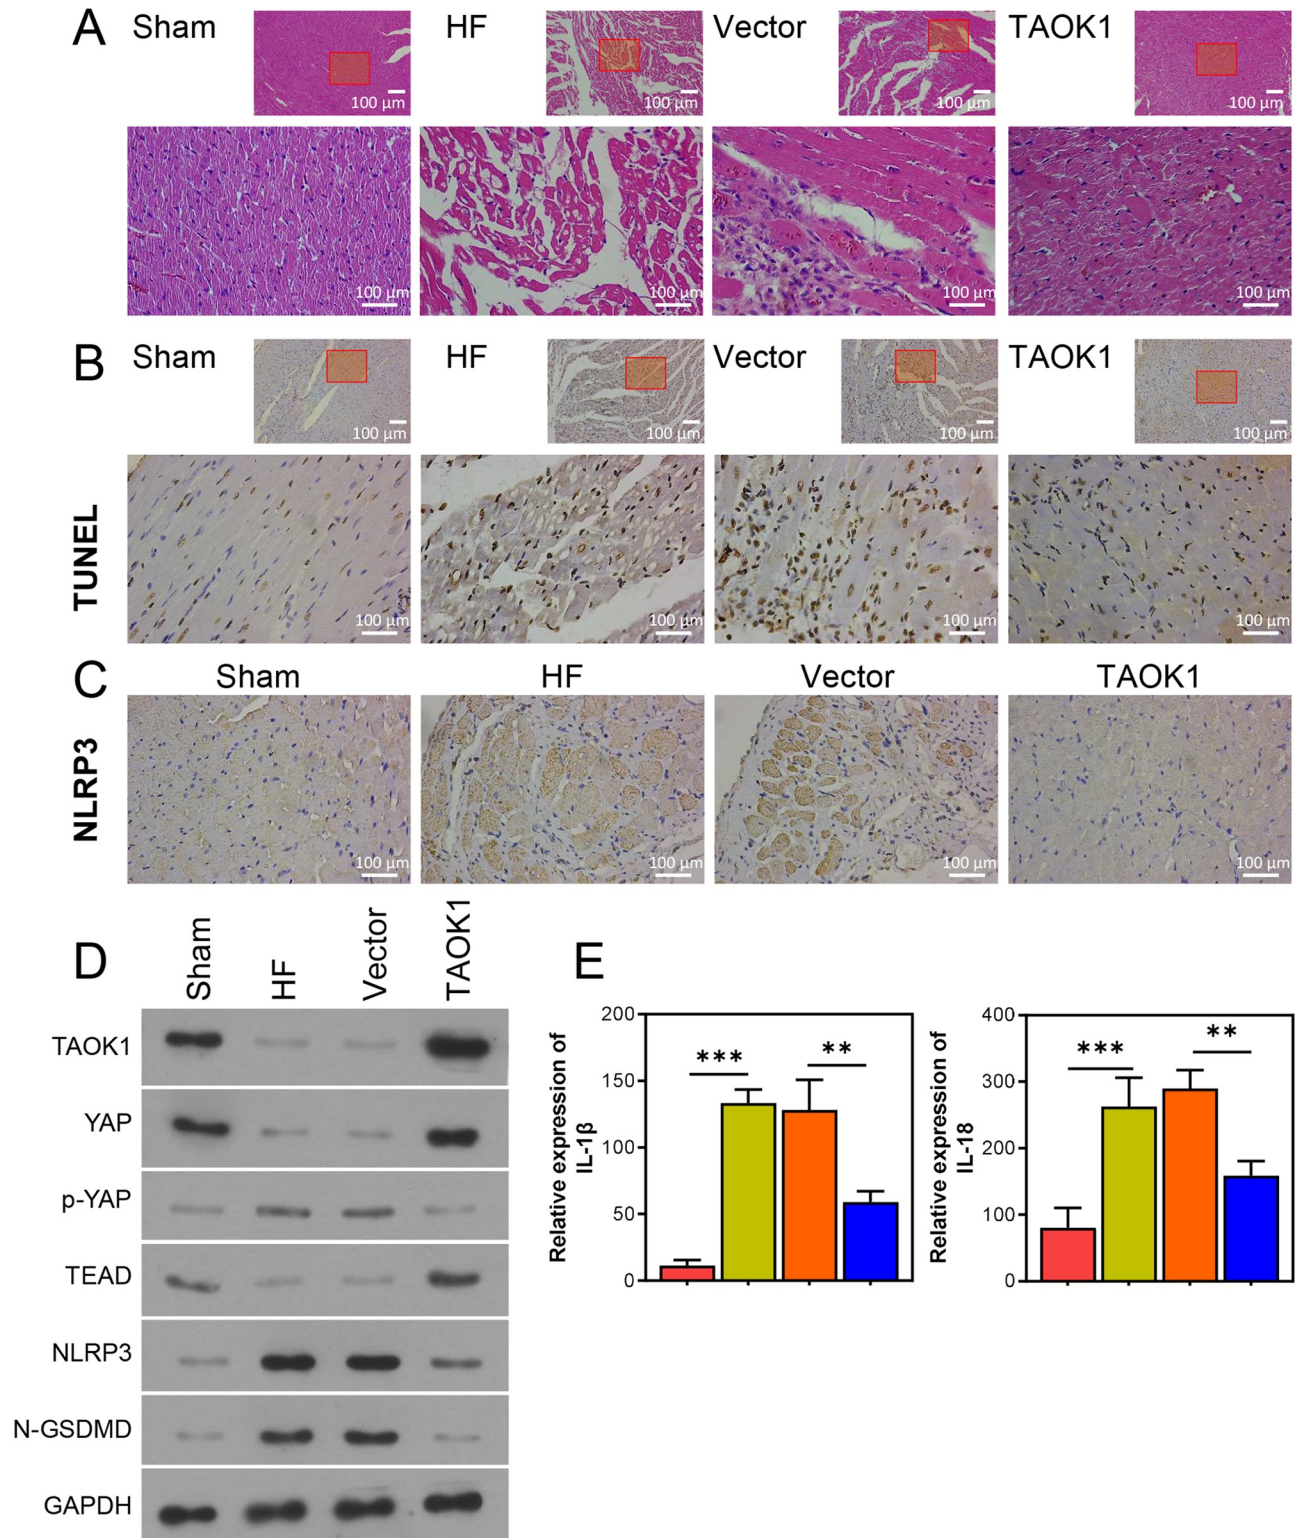 A
Sham
HF
Vector
TAOK1
100 µm
100 µm
100 µm
100 µm
100 µm
100 µm
100 µm
100 µm
B
Sham
HF
Vector
TAOK1
100 µm
100 µm
100 µm
100 µm
TUNEL
100 µm
100 µm
100 µm
100 µm
C
Sham
HF
Vector
TAOK1
NLRP3
100 µm
100 µm
100 µm
100 µm
D
Sham
HF
Vector
TAOK1
TAOK1
YAP
p-YAP
TEAD
NLRP3
N-GSDMD
GAPDH
E
Relative expression of
IL-1β
200
150
100
50
0
***
**
Relative expression of
IL-18
400
300
200
100
0
***
**